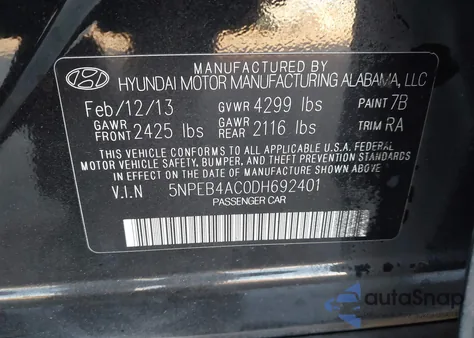 MANUFACTURED BY
HYUNDAI MOTOR MANUFACTURING ALABAMA, LLC
Feb/12/13 GVWR 4299 lbs PAINT 7B
GAWR FRONT 2425 lbs GAWR REAR 2116 lbs TRIM RA
THIS VEHICLE CONFORMS TO ALL APPLICABLE U.S.A. FEDERAL
MOTOR VEHICLE SAFETY, BUMPER, AND THEFT PREVENTION STANDARDS
IN EFFECT ON THE DATE OF MANUFACTURE SHOWN ABOVE.
V.I.N 5NPEB4AC0DH692401
PASSENGER CAR
autoSnap